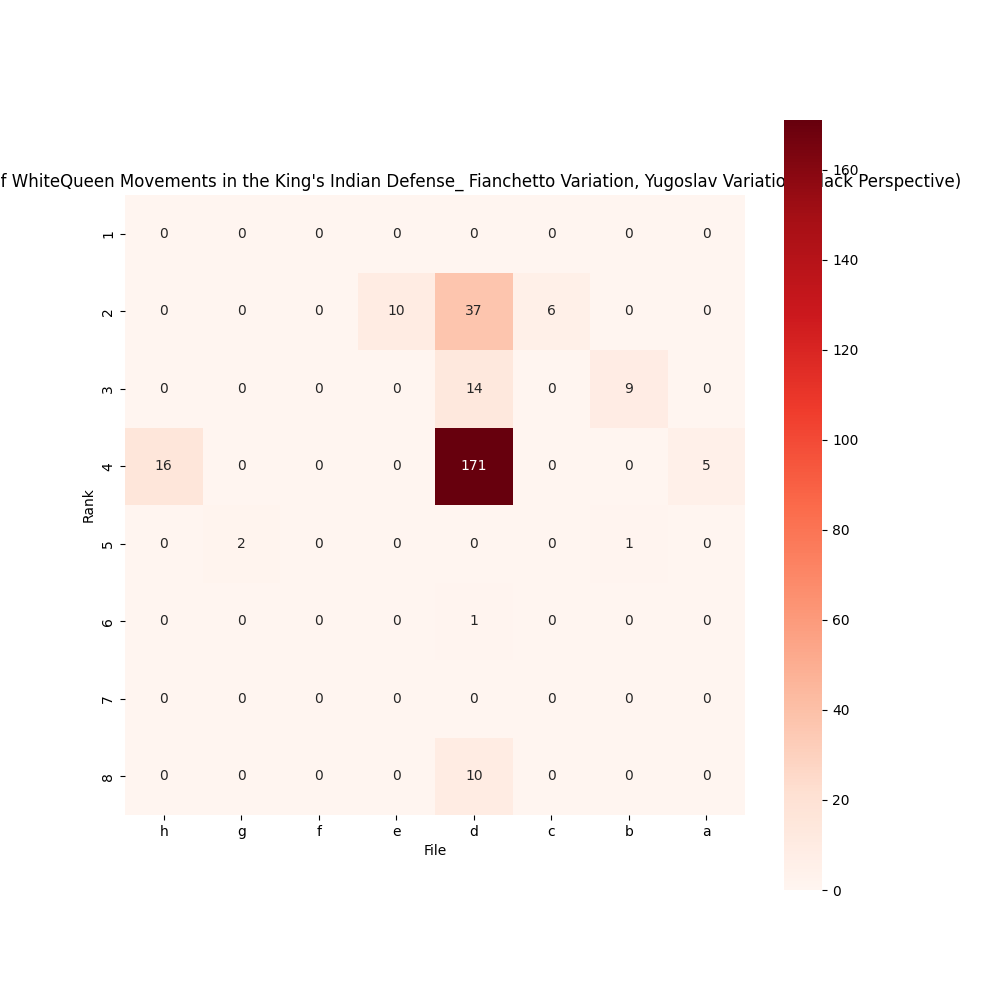 f WhiteQueen Movements in the King's Indian Defense_ Fianchetto Variation, Yugoslav Variatio ack Perspective)
160
1 0 0 0 0 0 0 0 0
140
2 0 0 0 10 37 6 0 0
120
3 0 0 0 0 14 0 9 0
100
4 16 0 0 0 171 0 0 5
80
Rank
5 0 2 0 0 0 0 1 0
60
6 0 0 0 0 1 0 0 0
40
7 0 0 0 0 0 0 0 0
20
8 0 0 0 0 10 0 0 0
h g f e d c b a
File
0